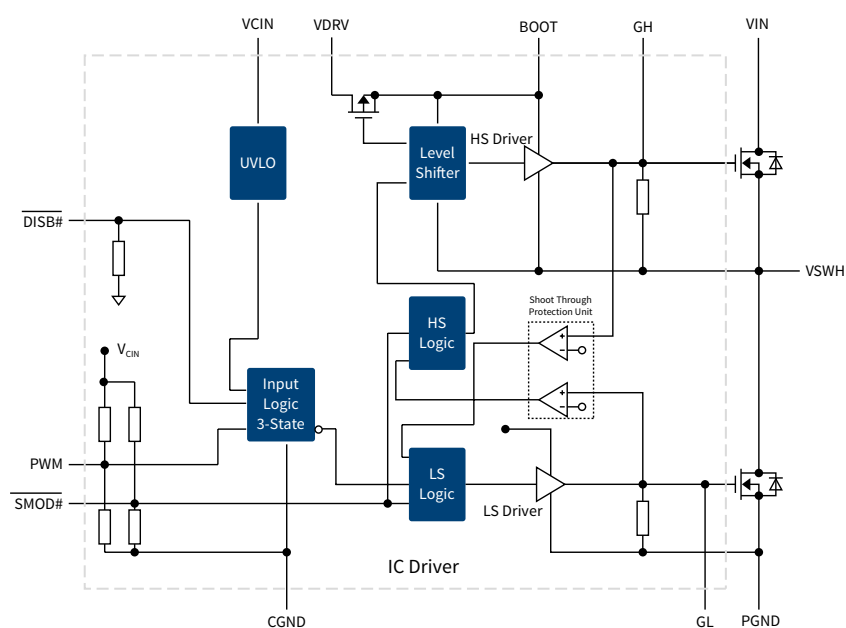 VCIN
VDRV
BOOT
GH
VIN
HS Driver
UVLO
Level
Shifter
DISB#
VSWH
Shoot Through
Protection Unit
HS
Logic
+
−
VCIN
Input
Logic
3-State
+
−
PWM
LS
Logic
SMOD#
LS Driver
IC Driver
CGND
GL
PGND